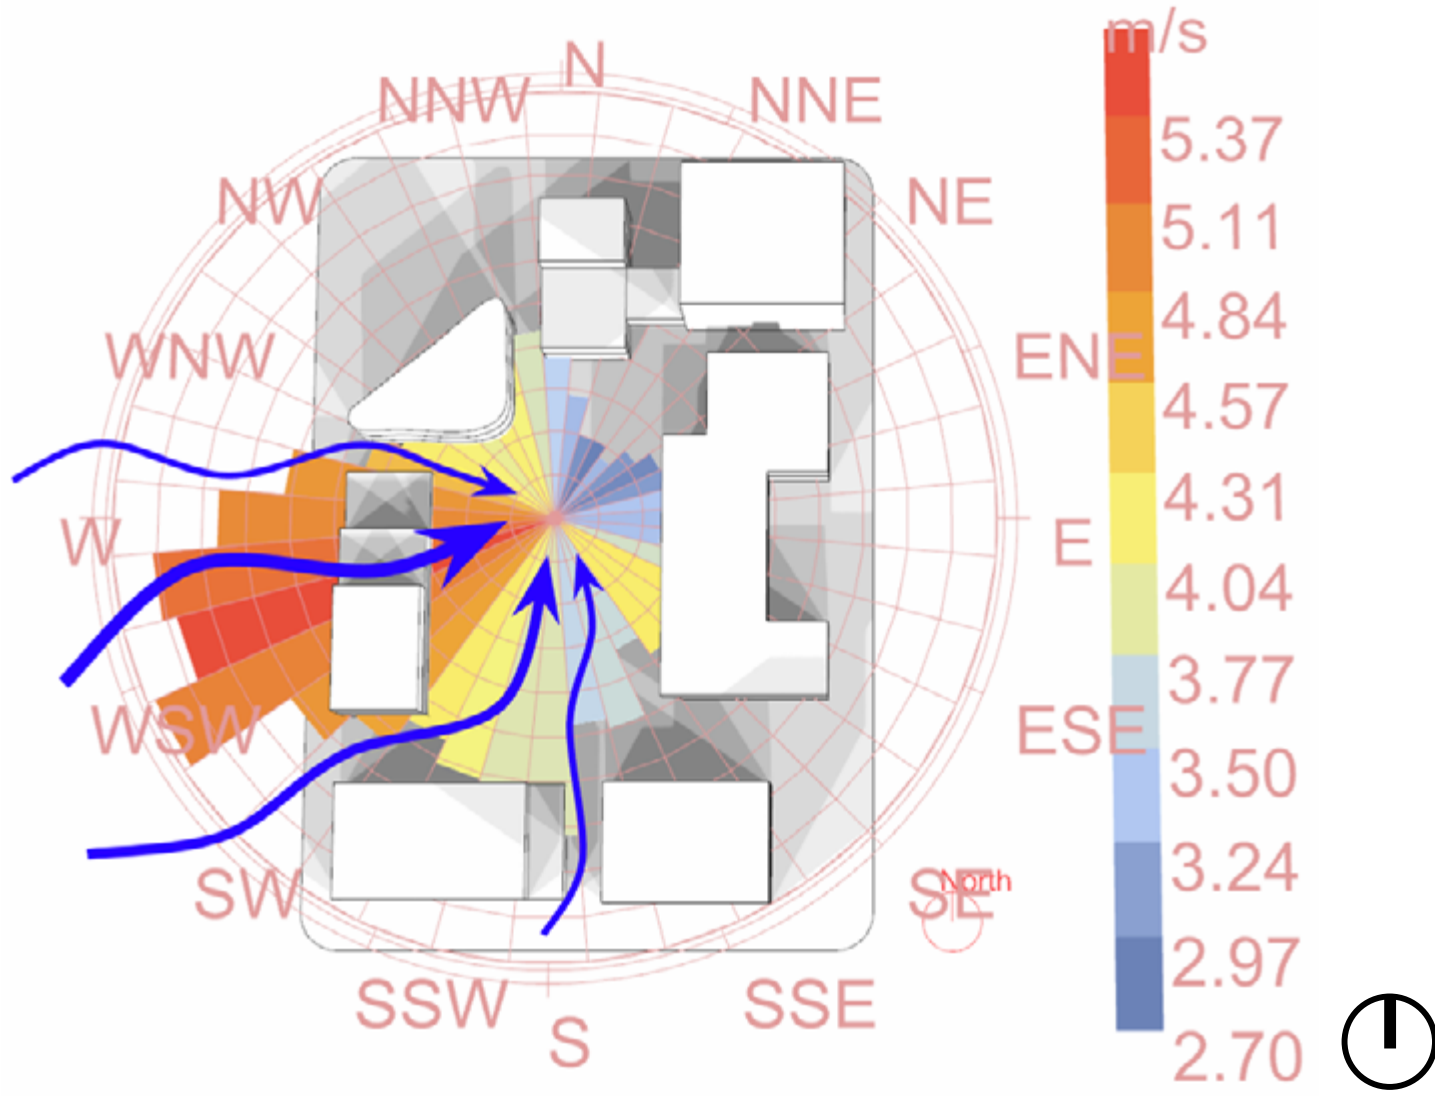 m/s
N
NNW
NNE
5.37
NW
NE
5.11
4.84
WNW
ENE
4.57
4.31
W
E
4.04
3.77
WSW
ESE
3.50
3.24
SW
SE
North
2.97
SSW
SSE
S
2.70